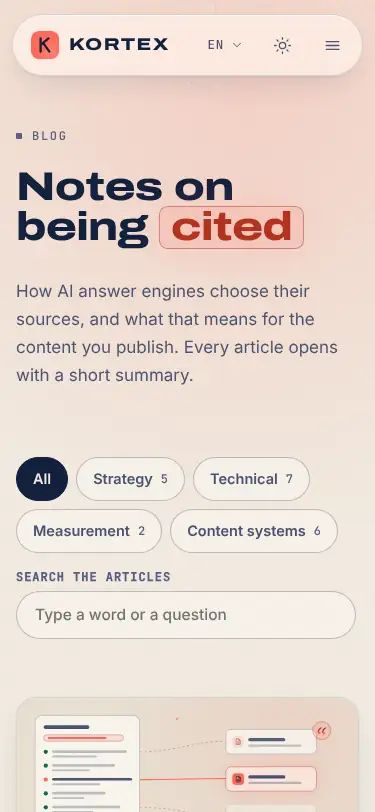 K KORTEX EN
BLOG
Notes on
being cited
How AI answer engines choose their
sources, and what that means for the
content you publish. Every article opens
with a short summary.
All Strategy 5 Technical 7
Measurement 2 Content systems 6
SEARCH THE ARTICLES
Type a word or a question